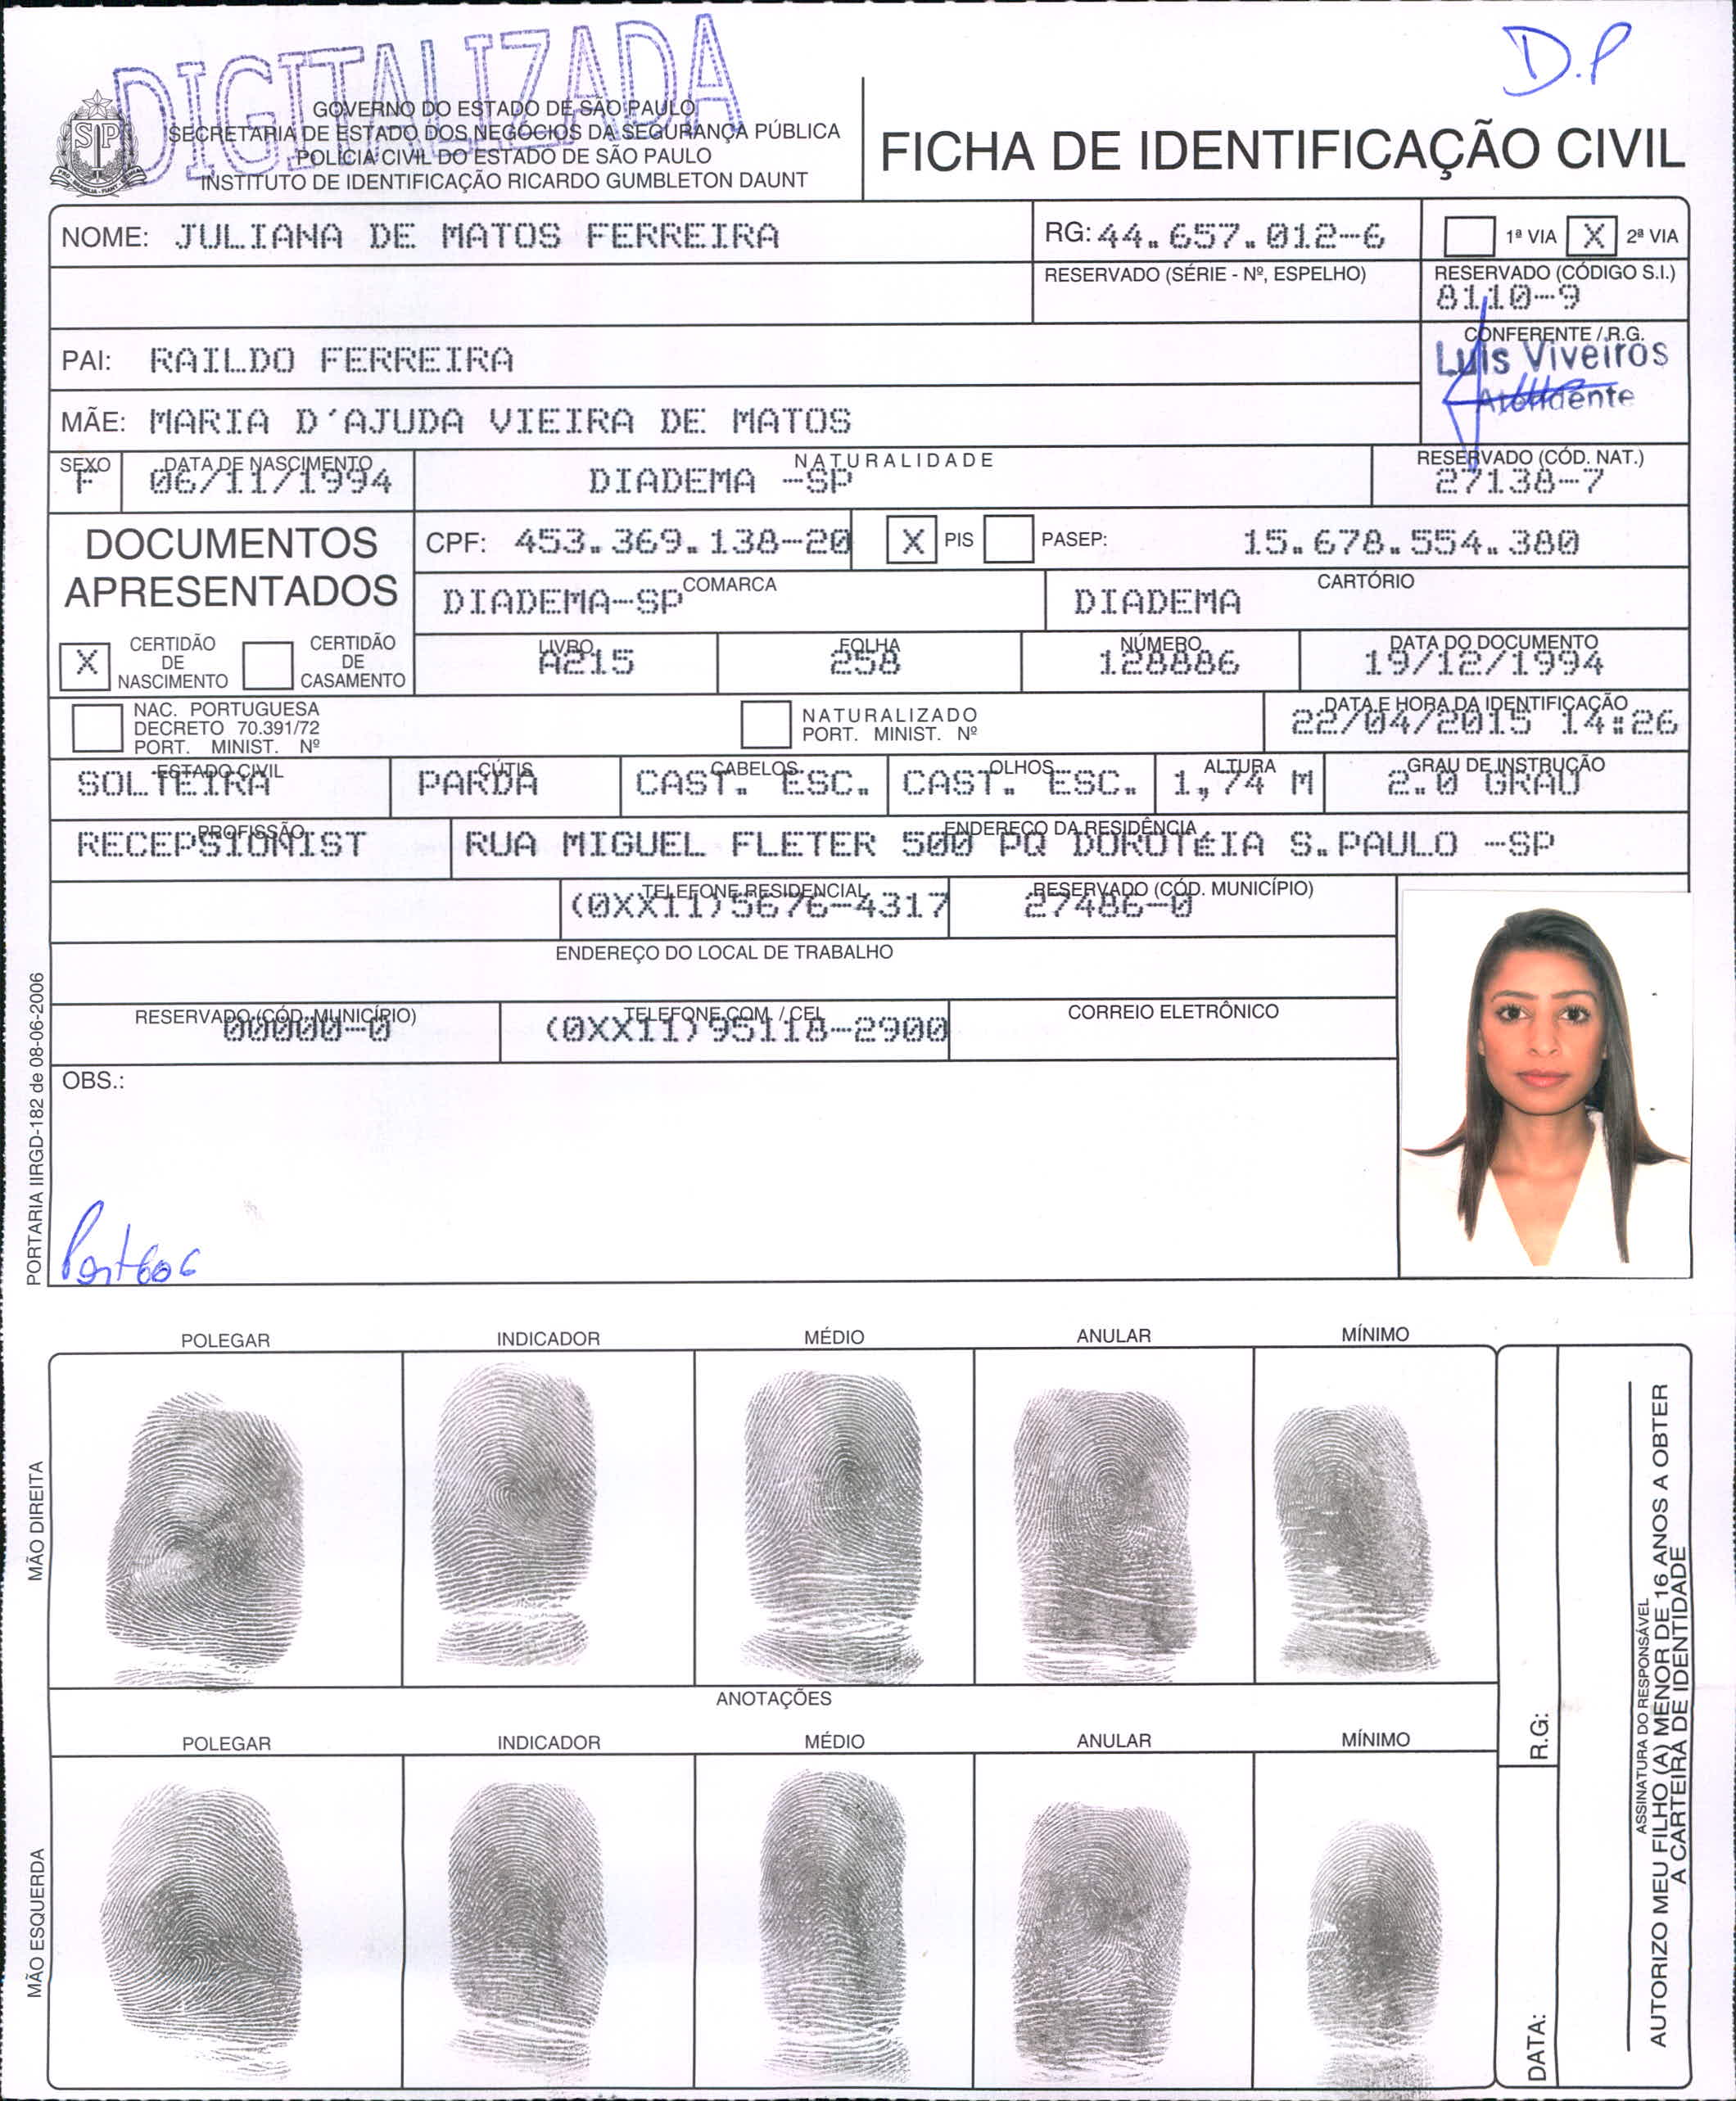 DIGITALIZADA
D.P
GOVERNO DO ESTADO DE SÃO PAULO
SECRETARIA DE ESTADO DOS NEGÓCIOS DA SEGURANÇA PÚBLICA
POLÍCIA CIVIL DO ESTADO DE SÃO PAULO
INSTITUTO DE IDENTIFICAÇÃO RICARDO GUMBLETON DAUNT
FICHA DE IDENTIFICAÇÃO CIVIL
NOME: JULIANA DE MATOS FERREIRA
RG: 44.657.012-6
1ª VIA X 2ª VIA
RESERVADO (SÉRIE - Nº, ESPELHO)
RESERVADO (CÓDIGO S.I.)
8110-9
PAI: RAILDO FERREIRA
CONFERENTE / R.G.
Luis Viveiros
Atendente
MÃE: MARIA D'AJUDA VIEIRA DE MATOS
SEXO
F
DATA DE NASCIMENTO
06/11/1994
NATURALIDADE
DIADEMA -SP
RESERVADO (CÓD. NAT.)
27138-7
DOCUMENTOS
APRESENTADOS
CPF: 453.369.138-20
X PIS
PASEP: 15.678.554.380
COMARCA
DIADEMA-SP
CARTÓRIO
DIADEMA
X CERTIDÃO
DE
NASCIMENTO
CERTIDÃO
DE
CASAMENTO
LIVRO
A215
FOLHA
258
NÚMERO
128886
DATA DO DOCUMENTO
19/12/1994
NAC. PORTUGUESA
DECRETO 70.391/72
PORT. MINIST. Nº
NATURALIZADO
PORT. MINIST. Nº
DATA E HORA DA IDENTIFICAÇÃO
22/04/2015 14:26
ESTADO CIVIL
SOLTEIRA
CÚTIS
PARDA
CABELOS
CAST. ESC.
OLHOS
CAST. ESC.
ALTURA
1,74 M
GRAU DE INSTRUÇÃO
2.0 GRAU
PROFISSÃO
RECEPSIONIST
ENDEREÇO DA RESIDÊNCIA
RUA MIGUEL FLETER 500 PQ DOROTéIA S.PAULO -SP
TELEFONE RESIDENCIAL
(0XX11)5676-4317
RESERVADO (CÓD. MUNICÍPIO)
27486-0
ENDEREÇO DO LOCAL DE TRABALHO
RESERVADO (CÓD. MUNICÍPIO)
00000-0
TELEFONE COM. / CEL
(0XX11)95118-2900
CORREIO ELETRÔNICO
OBS.:
PORTARIA IIRGD-182 de 08-06-2006
POLEGAR INDICADOR MÉDIO ANULAR MÍNIMO
MÃO DIREITA
ANOTAÇÕES
POLEGAR INDICADOR MÉDIO ANULAR MÍNIMO
MÃO ESQUERDA
R.G:
DATA:
ASSINATURA DO RESPONSÁVEL
AUTORIZO MEU FILHO (A) MENOR DE 16 ANOS A OBTER
A CARTEIRA DE IDENTIDADE